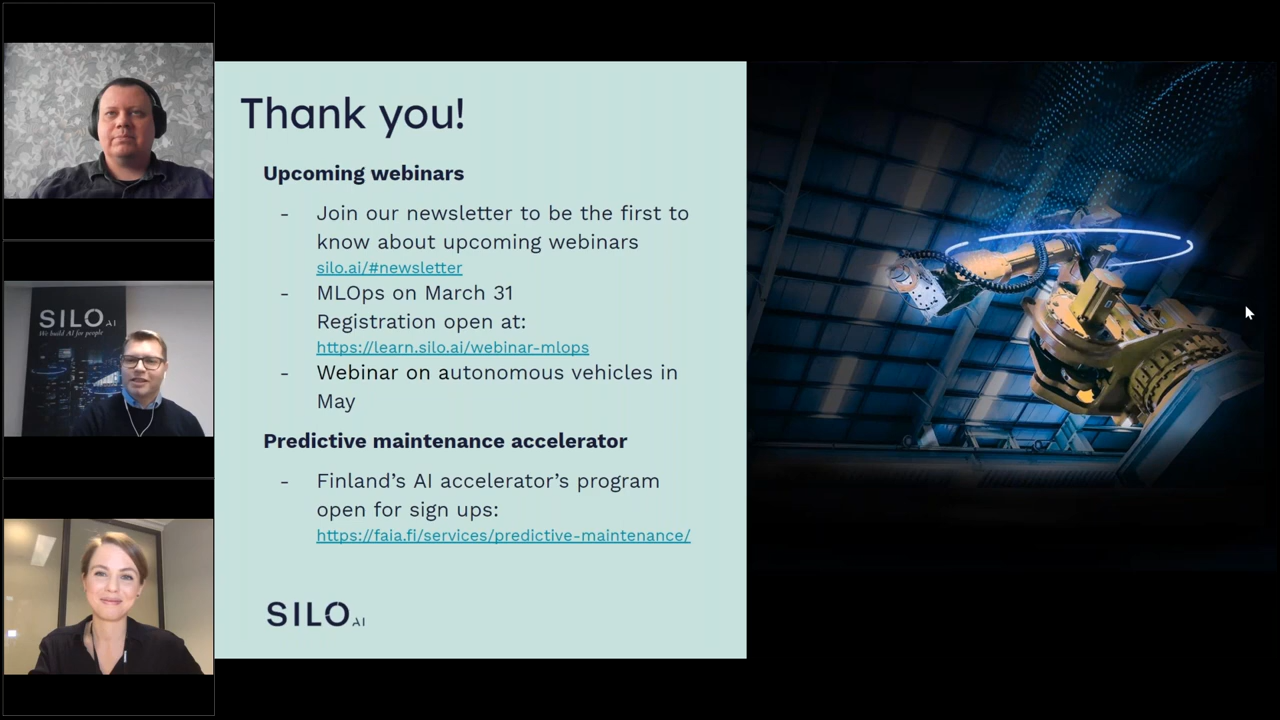 Thank you!
Upcoming webinars
- Join our newsletter to be the first to
know about upcoming webinars
silo.ai/#newsletter
- MLOps on March 31
Registration open at:
https://learn.silo.ai/webinar-mlops
- Webinar on autonomous vehicles in
May
Predictive maintenance accelerator
- Finland’s AI accelerator’s program
open for sign ups:
https://faia.fi/services/predictive-maintenance/
SILO AI
SILO AI
We build AI for people